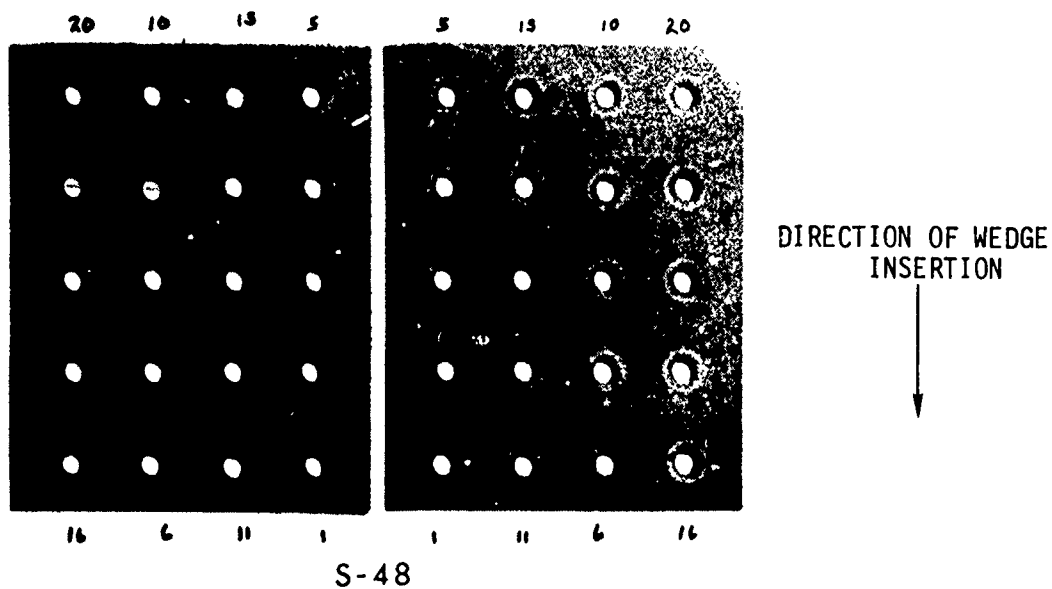 20 10 15 5 5 15 10 20
DIRECTION OF WEDGE
INSERTION
16 6 11 1 1 11 6 16
S-48